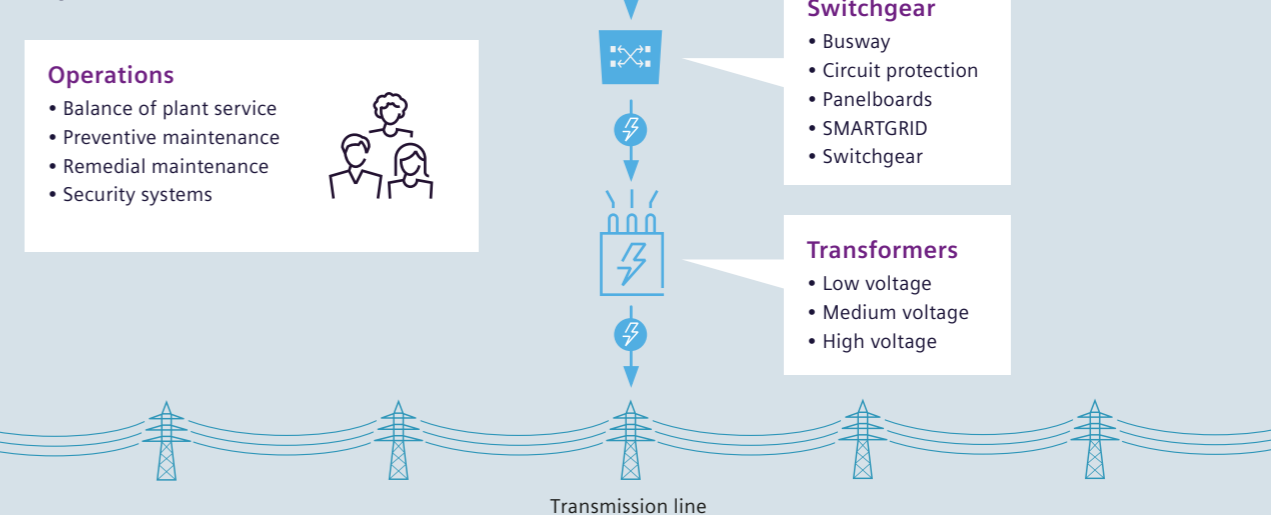 Switchgear
• Busway
• Circuit protection
• Panelboards
• SMARTGRID
• Switchgear
Operations
• Balance of plant service
• Preventive maintenance
• Remedial maintenance
• Security systems
Transformers
• Low voltage
• Medium voltage
• High voltage
Transmission line